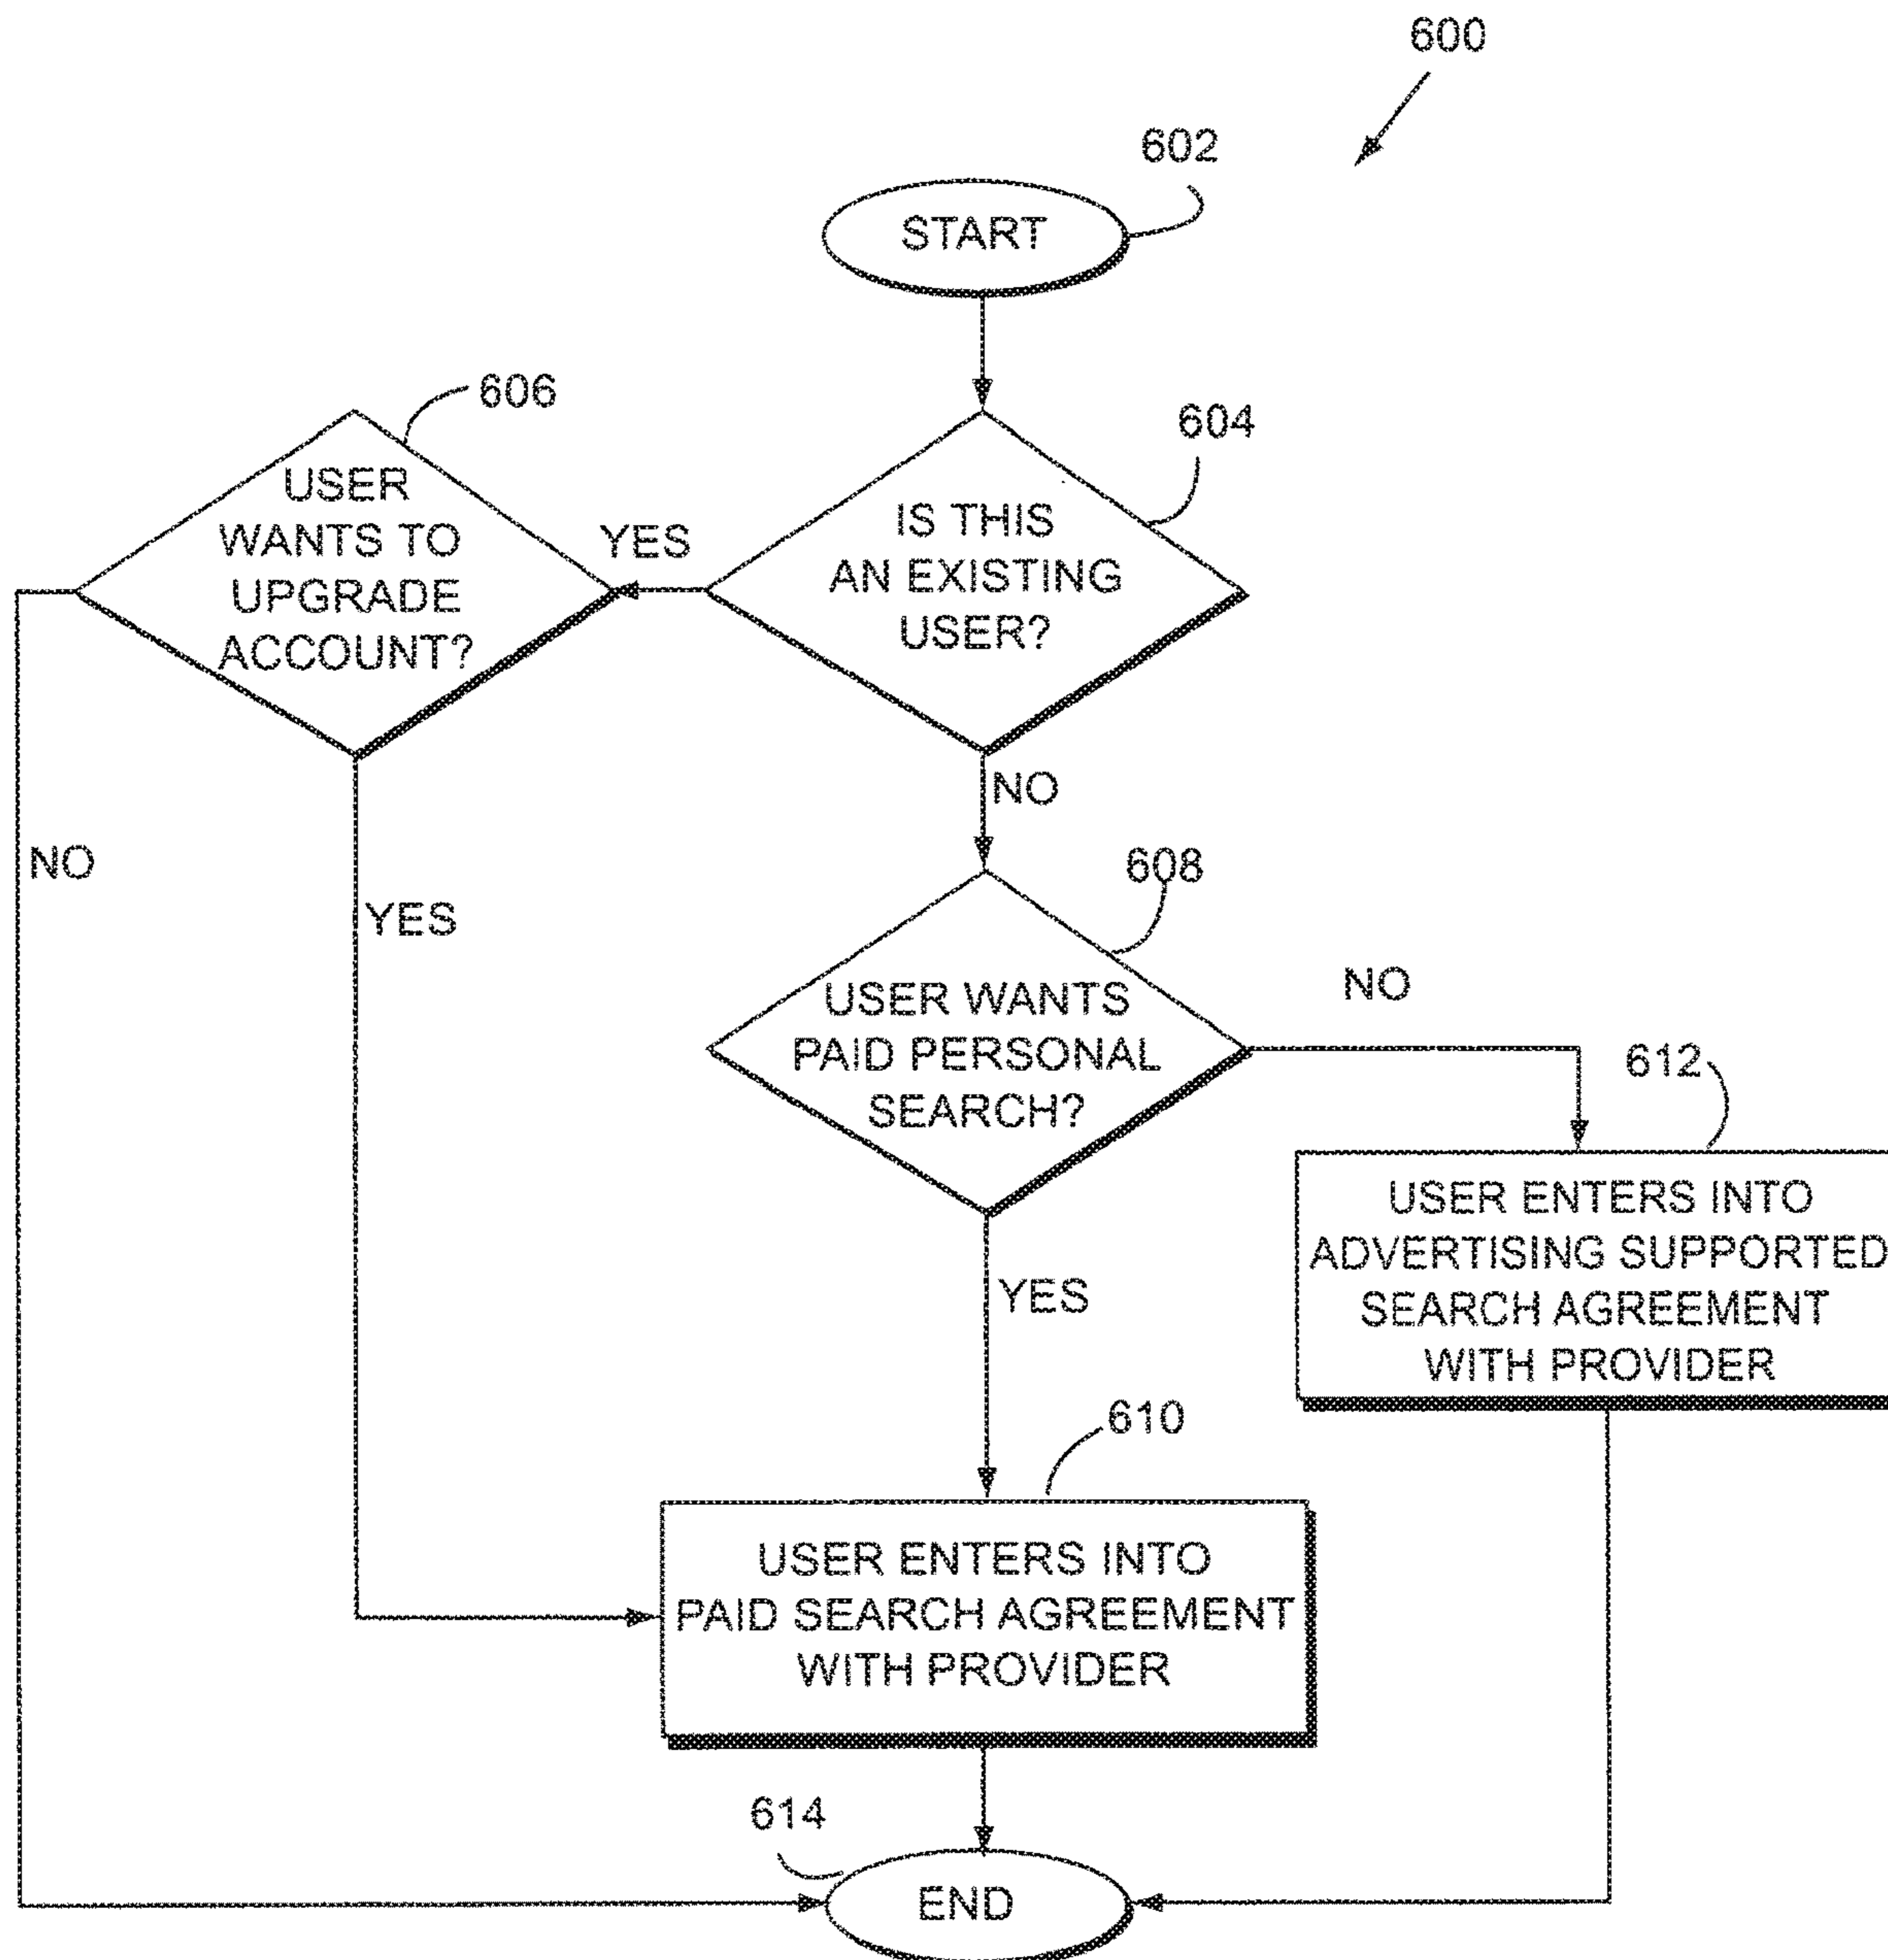 600
602
START
606
604
USER
WANTS TO
UPGRADE
ACCOUNT?
YES
IS THIS
AN EXISTING
USER?
NO
NO
YES
608
USER WANTS
PAID PERSONAL
SEARCH?
NO
612
USER ENTERS INTO
ADVERTISING SUPPORTED
SEARCH AGREEMENT
WITH PROVIDER
YES
610
USER ENTERS INTO
PAID SEARCH AGREEMENT
WITH PROVIDER
614
END